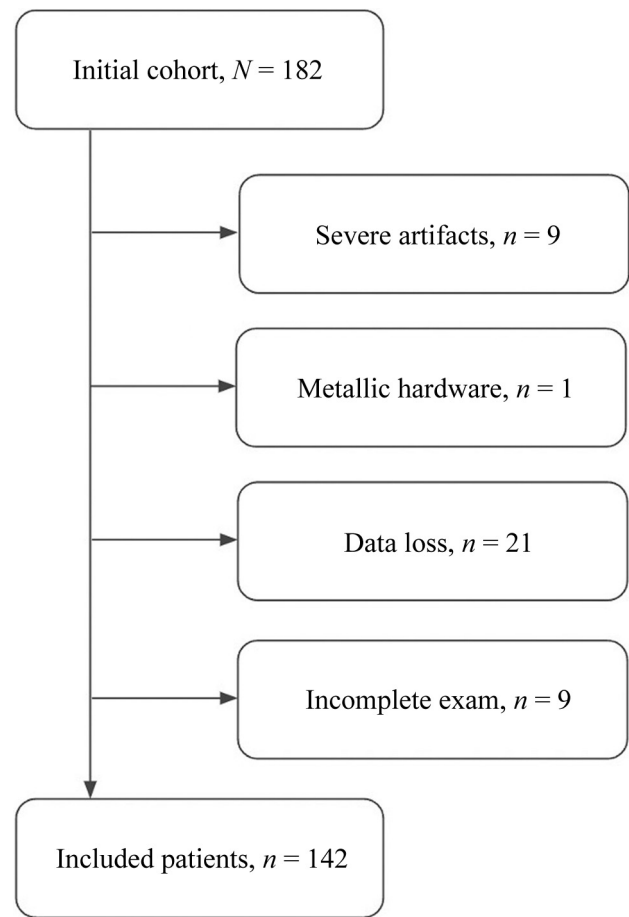 Initial cohort, N = 182
Severe artifacts, n = 9
Metallic hardware, n = 1
Data loss, n = 21
Incomplete exam, n = 9
Included patients, n = 142